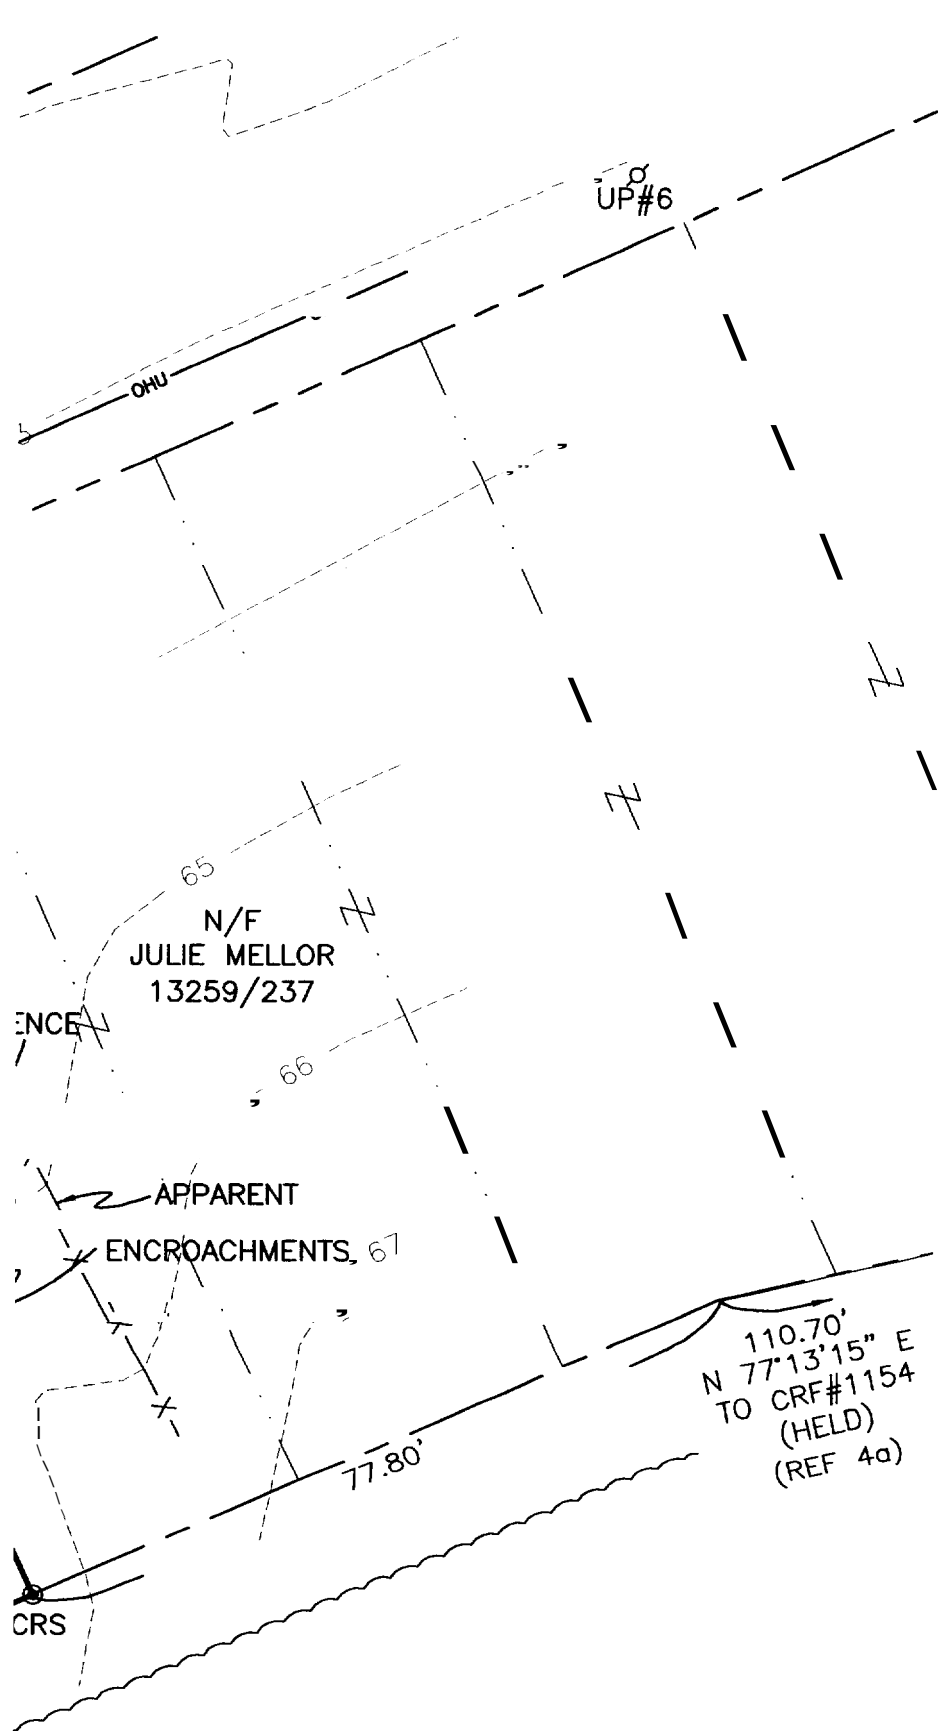 UP#6
OHU
65
N/F
JULIE MELLOR
13259/237
ENCE
66
APPARENT
ENCROACHMENTS
67
110.70'
N 77°13'15" E
TO CRF#1154
(HELD)
(REF 4a)
77.80'
CRS